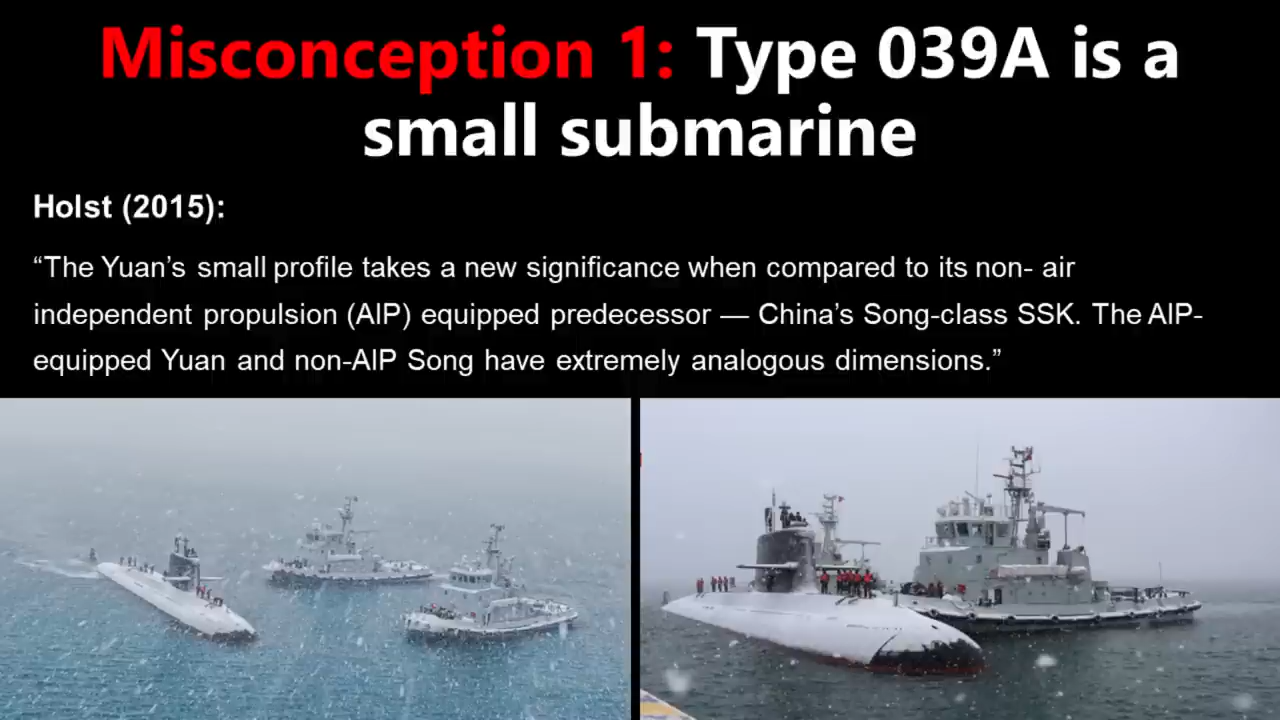 Misconception 1: Type 039A is a
small submarine
Holst (2015):
“The Yuan’s small profile takes a new significance when compared to its non- air
independent propulsion (AIP) equipped predecessor — China’s Song-class SSK. The AIP-
equipped Yuan and non-AIP Song have extremely analogous dimensions.”